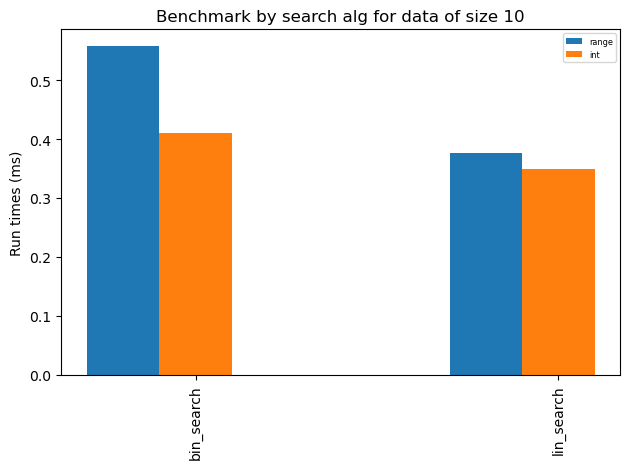 Benchmark by search alg for data of size 10
range
int
Run times (ms)
0.5
0.4
0.3
0.2
0.1
0.0
bin_search
lin_search